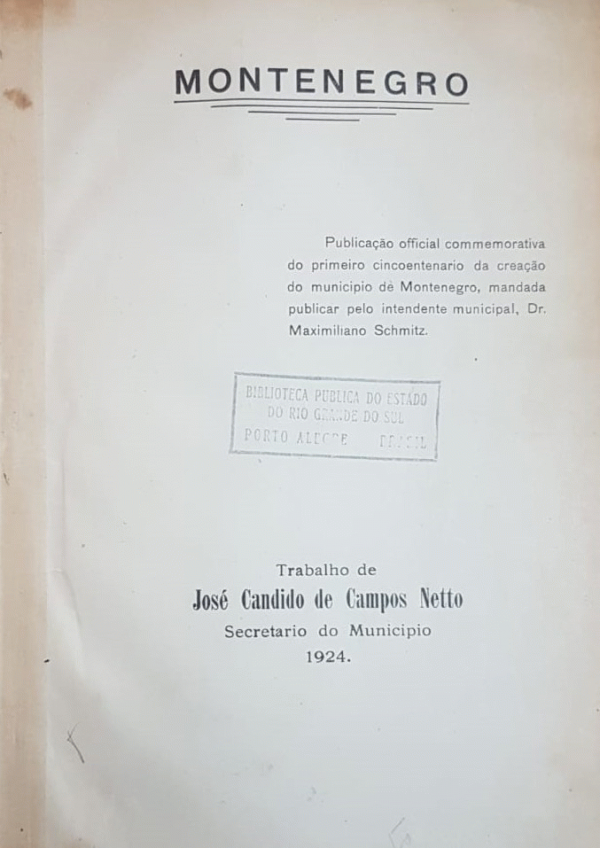 MONTENEGRO
Publicação official commemorativa
do primeiro cincoentenario da creação
do municipio de Montenegro, mandada
publicar pelo intendente municipal, Dr.
Maximiliano Schmitz.
BIBLIOTECA PUBLICA DO ESTADO
DO RIO GRANDE DO SUL
PORTO ALEGRE BRASIL
Trabalho de
José Candido de Campos Netto
Secretario do Municipio
1924.